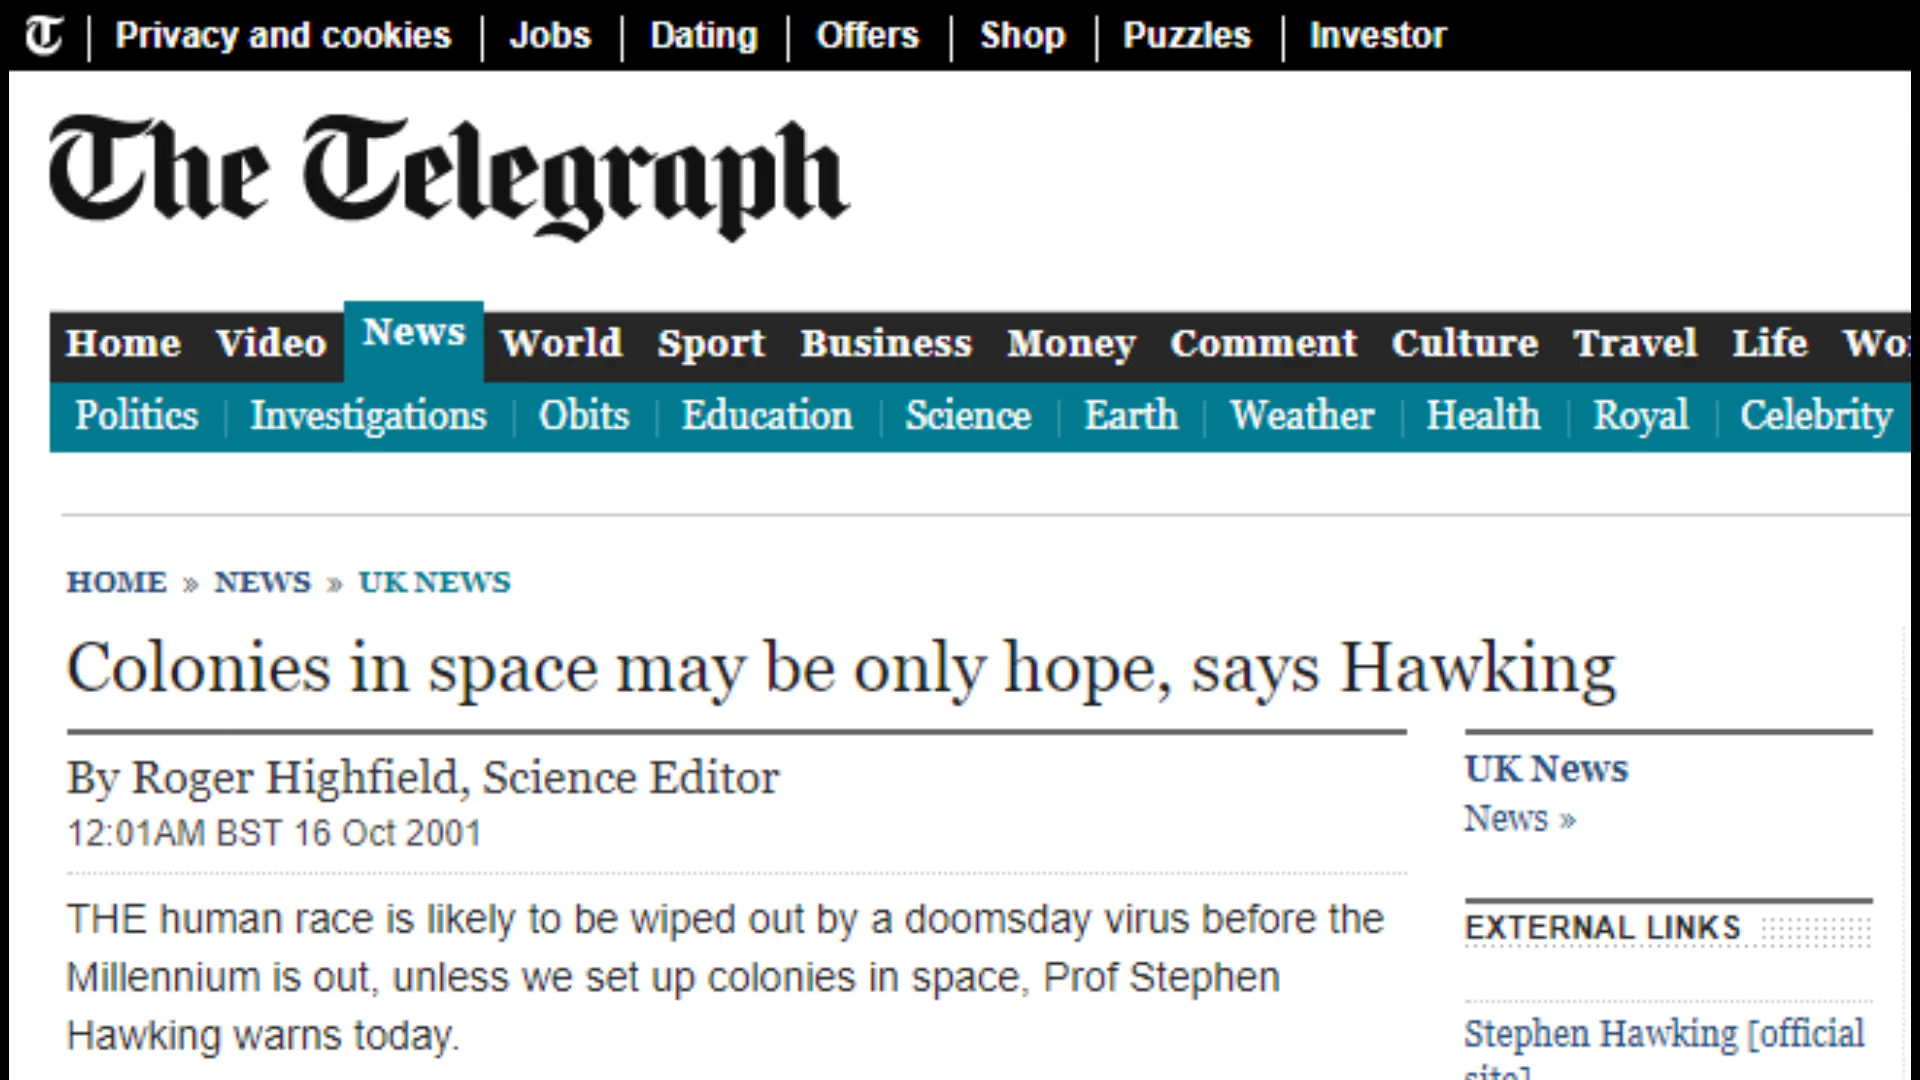 Privacy and cookies | Jobs | Dating | Offers | Shop | Puzzles | Investor
The Telegraph
Home Video News World Sport Business Money Comment Culture Travel Life
Politics | Investigations | Obits | Education | Science | Earth | Weather | Health | Royal | Celebrity
HOME » NEWS » UK NEWS
Colonies in space may be only hope, says Hawking
By Roger Highfield, Science Editor
12:01AM BST 16 Oct 2001
THE human race is likely to be wiped out by a doomsday virus before the
Millennium is out, unless we set up colonies in space, Prof Stephen
Hawking warns today.
UK News
News »
EXTERNAL LINKS
Stephen Hawking [official
site]